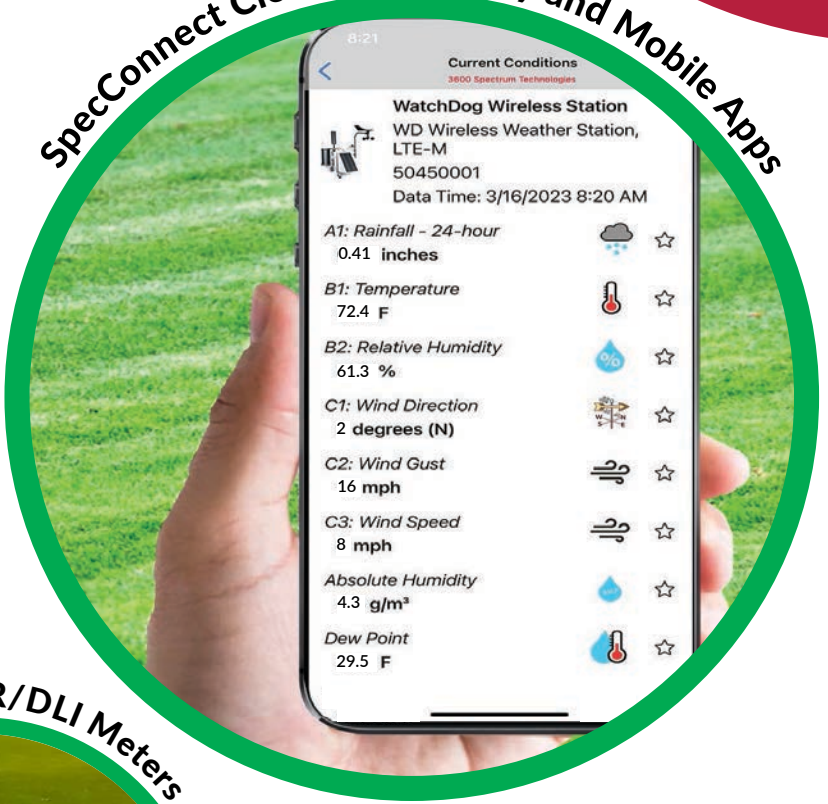 SpecConnect
and Mobile Apps
8:21
Current Conditions
3600 Spectrum Technologies
WatchDog Wireless Station
WD Wireless Weather Station,
LTE-M
50450001
Data Time: 3/16/2023 8:20 AM
A1: Rainfall - 24-hour
0.41 inches
B1: Temperature
72.4 F
B2: Relative Humidity
61.3 %
%
C1: Wind Direction
2 degrees (N)
W N
S E
C2: Wind Gust
16 mph
C3: Wind Speed
8 mph
Absolute Humidity
4.3 g/m³
Dew Point
29.5 F
R/DLI Meters